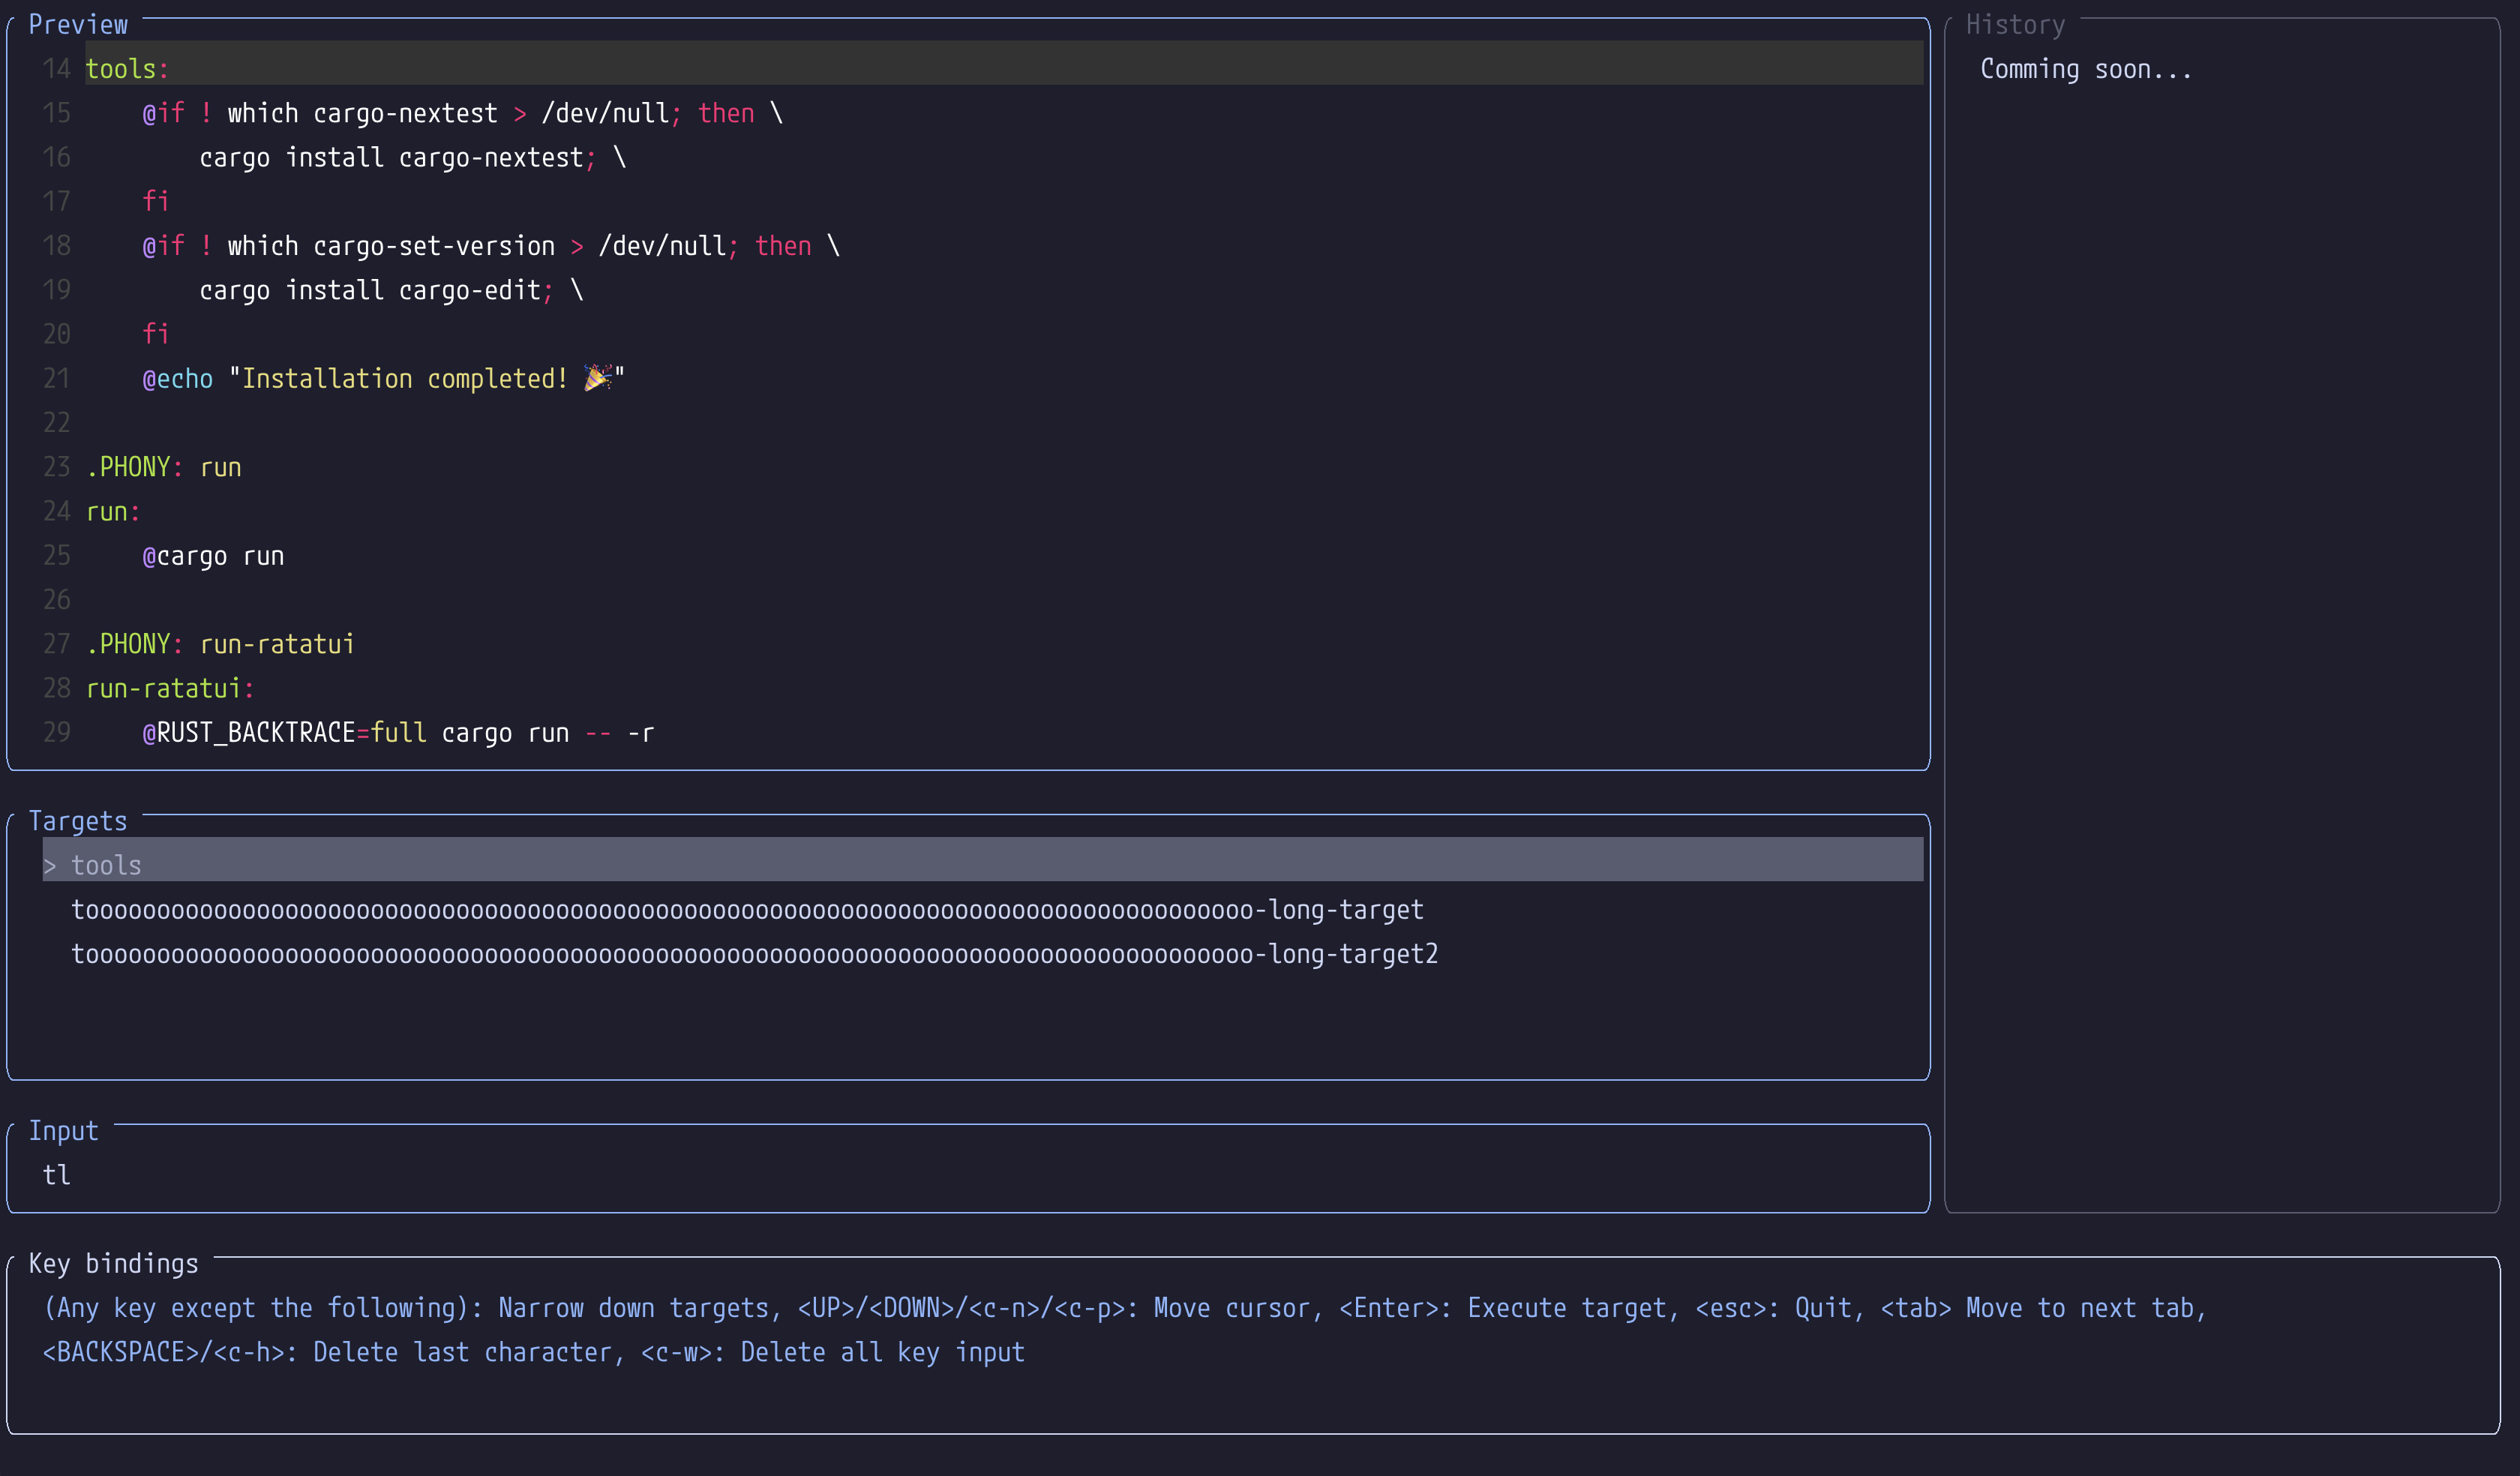 Preview
14 tools:
15     @if ! which cargo-nextest > /dev/null; then \
16         cargo install cargo-nextest; \
17     fi
18     @if ! which cargo-set-version > /dev/null; then \
19         cargo install cargo-edit; \
20     fi
21     @echo "Installation completed! 🎉"
22
23 .PHONY: run
24 run:
25     @cargo run
26
27 .PHONY: run-ratatui
28 run-ratatui:
29     @RUST_BACKTRACE=full cargo run -- -r
Targets
> tools
toooooooooooooooooooooooooooooooooooooooooooooooooooooooooooooooooooooooooooooooooo-long-target
toooooooooooooooooooooooooooooooooooooooooooooooooooooooooooooooooooooooooooooooooo-long-target2
Input
tl
History
Comming soon...
Key bindings
(Any key except the following): Narrow down targets, <UP>/<DOWN>/<c-n>/<c-p>: Move cursor, <Enter>: Execute target, <esc>: Quit, <tab> Move to next tab,
<BACKSPACE>/<c-h>: Delete last character, <c-w>: Delete all key input